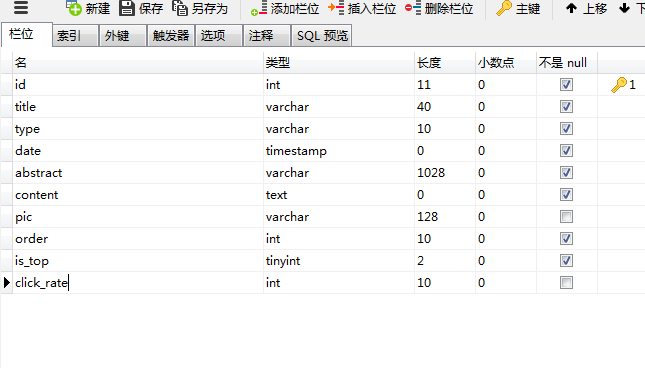 新建 保存 另存为 添加栏位 插入栏位 删除栏位 主键 上移
栏位 索引 外键 触发器 选项 注释 SQL 预览
名 类型 长度 小数点 不是 null
id int 11 0 1
title varchar 40 0
type varchar 10 0
date timestamp 0 0
abstract varchar 1028 0
content text 0 0
pic varchar 128 0
order int 10 0
is_top tinyint 2 0
click_rate int 10 0